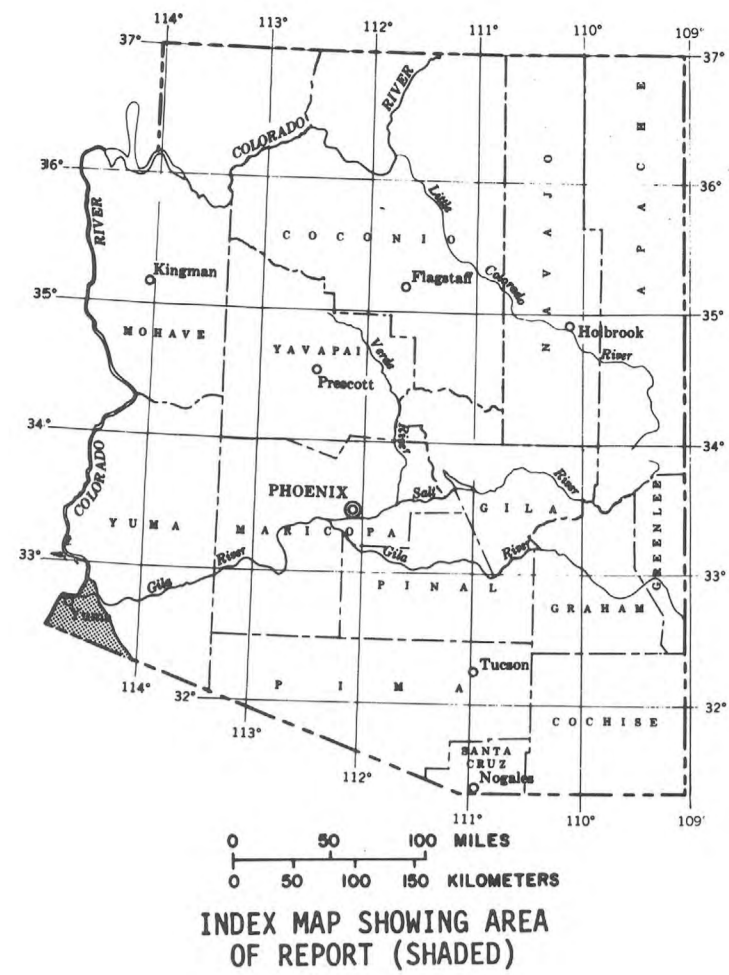 114°
113°
112°
111°
110°
109°
37°
37°
COLORADO
RIVER
36°
36°
Little
NAVAJO
APACHE
RIVER
COCONIO
Kingman
Flagstaff
Colorado
35°
35°
MOHAVE
YAVAPAI
Verde
Holbrook
River
Prescott
34°
34°
River
COLORADO
PHOENIX
Salt
River
GILA
GREENLEE
YUMA
MARICOPA
33°
33°
Gila
River
Gila
River
PINAL
GRAHAM
Yuma
Tucson
114°
32°
PIMA
32°
113°
COCHISE
SANTA
CRUZ
112°
Nogales
111°
110°
109'
0 50 100 MILES
0 50 100 150 KILOMETERS
INDEX MAP SHOWING AREA
OF REPORT (SHADED)